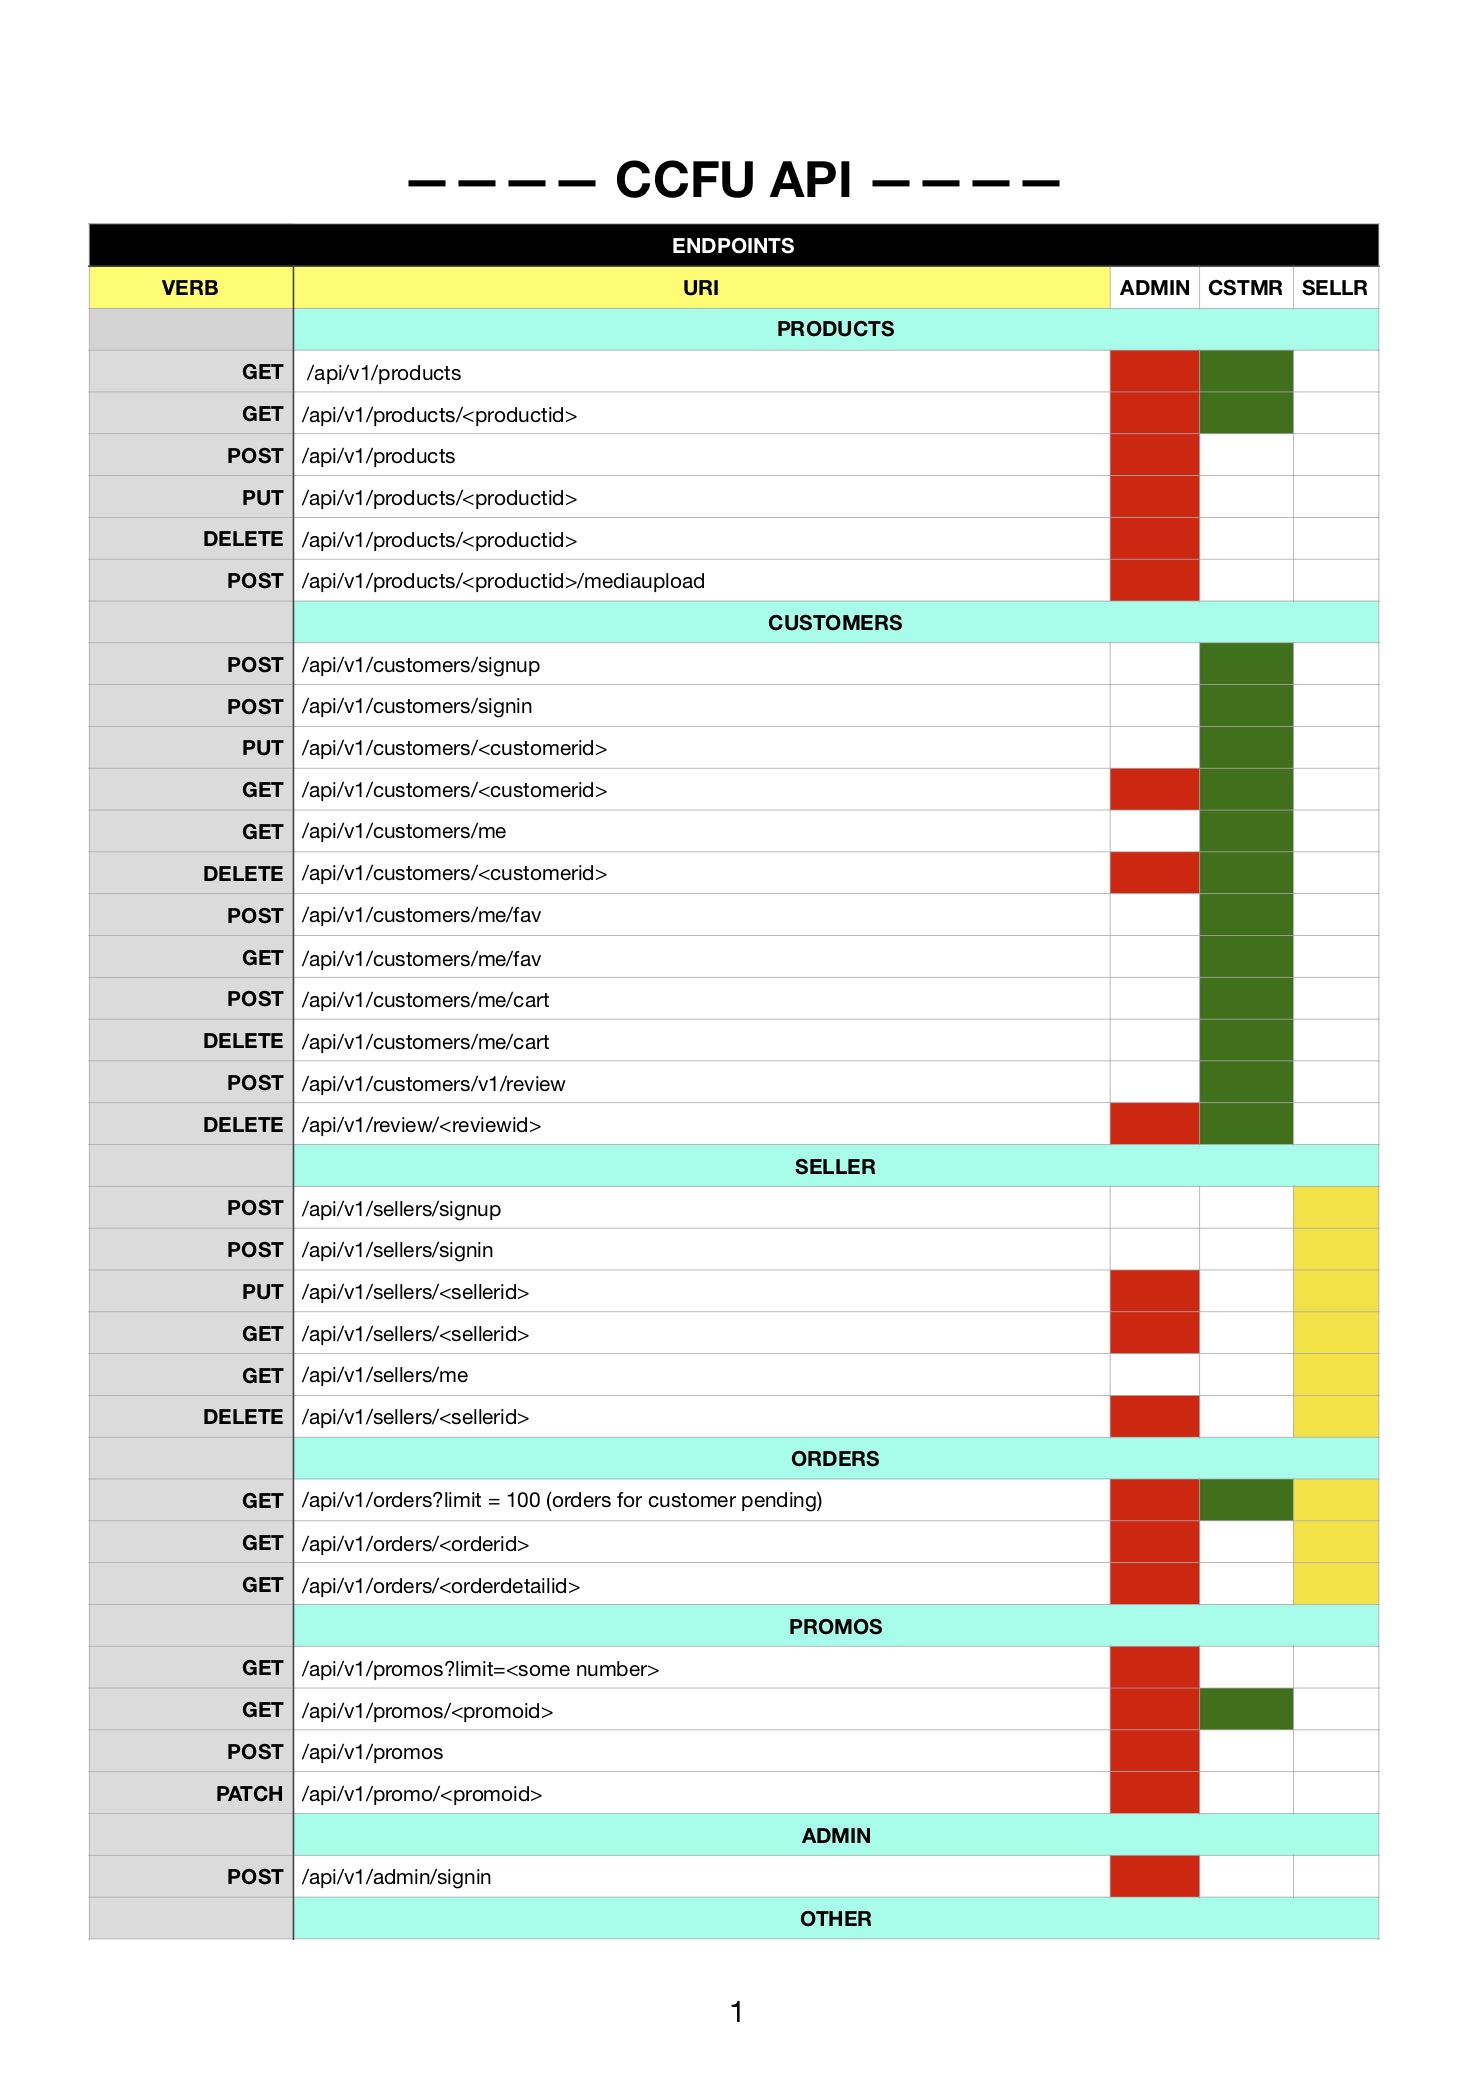 ———— CCFU API ————
ENDPOINTS
VERB URI ADMIN CSTMR SELLR
PRODUCTS
GET /api/v1/products
GET /api/v1/products/<productid>
POST /api/v1/products
PUT /api/v1/products/<productid>
DELETE /api/v1/products/<productid>
POST /api/v1/products/<productid>/mediaupload
CUSTOMERS
POST /api/v1/customers/signup
POST /api/v1/customers/signin
PUT /api/v1/customers/<customerid>
GET /api/v1/customers/<customerid>
GET /api/v1/customers/me
DELETE /api/v1/customers/<customerid>
POST /api/v1/customers/me/fav
GET /api/v1/customers/me/fav
POST /api/v1/customers/me/cart
DELETE /api/v1/customers/me/cart
POST /api/v1/customers/v1/review
DELETE /api/v1/review/<reviewid>
SELLER
POST /api/v1/sellers/signup
POST /api/v1/sellers/signin
PUT /api/v1/sellers/<sellerid>
GET /api/v1/sellers/<sellerid>
GET /api/v1/sellers/me
DELETE /api/v1/sellers/<sellerid>
ORDERS
GET /api/v1/orders?limit = 100 (orders for customer pending)
GET /api/v1/orders/<orderid>
GET /api/v1/orders/<orderdetailid>
PROMOS
GET /api/v1/promos?limit=<some number>
GET /api/v1/promos/<promoid>
POST /api/v1/promos
PATCH /api/v1/promo/<promoid>
ADMIN
POST /api/v1/admin/signin
OTHER
1